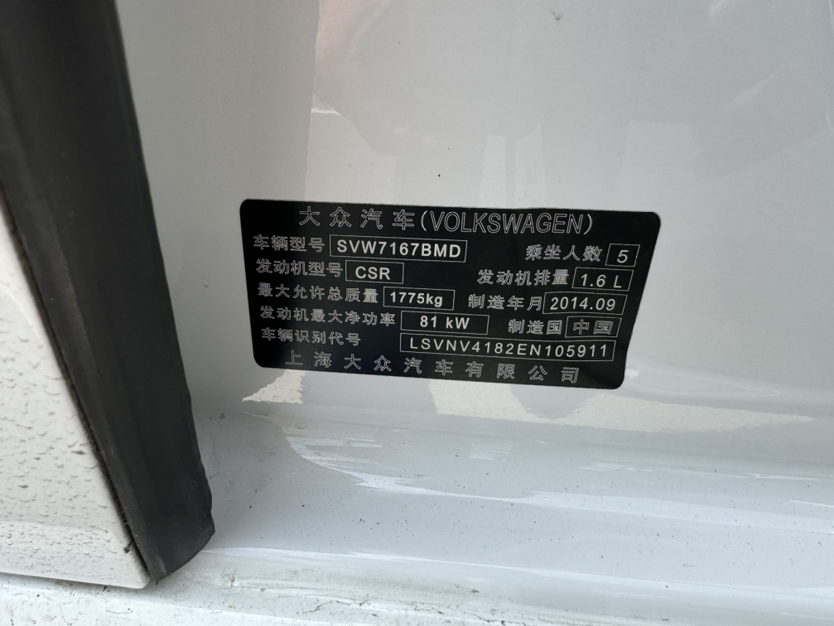 大众汽车(VOLKSWAGEN)
车辆型号 SVW7167BMD 乘坐人数 5
发动机型号 CSR 发动机排量 1.6 L
最大允许总质量 1775kg 制造年月 2014.09
发动机最大净功率 81 kW 制造国 中国
车辆识别代号 LSVNV4182EN105911
上海大众汽车有限公司